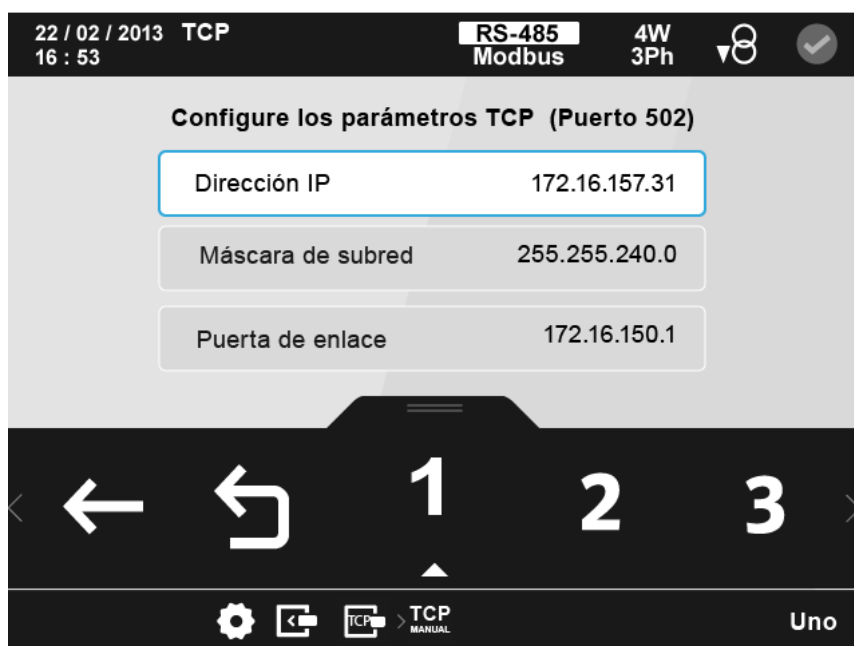 22 / 02 / 2013 TCP RS-485 4W
16 : 53 Modbus 3Ph
Configure los parámetros TCP (Puerto 502)
Dirección IP 172.16.157.31
Máscara de subred 255.255.240.0
Puerta de enlace 172.16.150.1
1 2 3
TCP > TCP
MANUAL
Uno